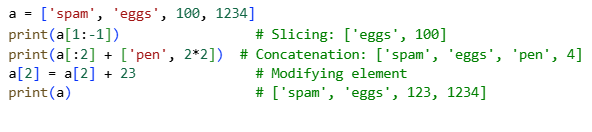 a = ['spam', 'eggs', 100, 1234]
print(a[1:-1])                 # Slicing: ['eggs', 100]
print(a[:2] + ['pen', 2*2])  # Concatenation: ['spam', 'eggs', 'pen', 4]
a[2] = a[2] + 23               # Modifying element
print(a)                       # ['spam', 'eggs', 123, 1234]